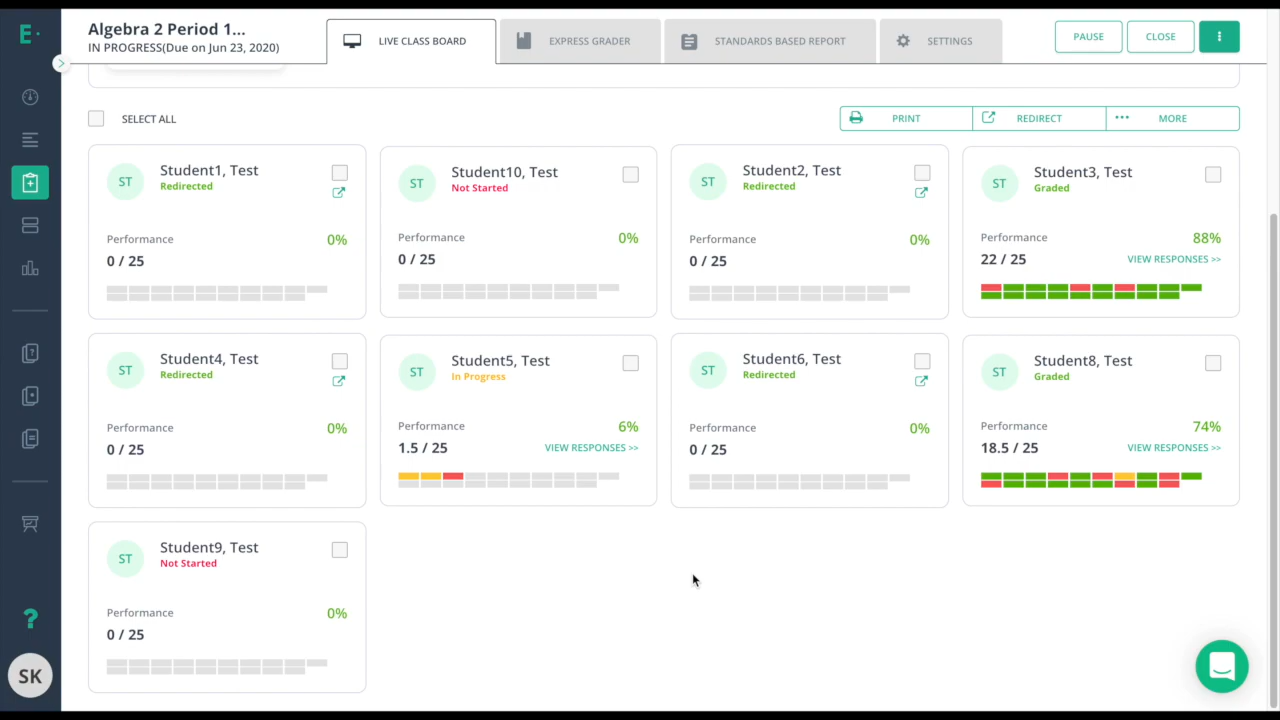 E·
Algebra 2 Period 1...
IN PROGRESS(Due on Jun 23, 2020)
LIVE CLASS BOARD
EXPRESS GRADER
STANDARDS BASED REPORT
SETTINGS
PAUSE
CLOSE
SELECT ALL
PRINT
REDIRECT
MORE
ST
Student1, Test
Redirected
Performance
0%
0 / 25
ST
Student10, Test
Not Started
Performance
0%
0 / 25
ST
Student2, Test
Redirected
Performance
0%
0 / 25
ST
Student3, Test
Graded
Performance
88%
22 / 25
VIEW RESPONSES >>
ST
Student4, Test
Redirected
Performance
0%
0 / 25
ST
Student5, Test
In Progress
Performance
6%
1.5 / 25
VIEW RESPONSES >>
ST
Student6, Test
Redirected
Performance
0%
0 / 25
ST
Student8, Test
Graded
Performance
74%
18.5 / 25
VIEW RESPONSES >>
ST
Student9, Test
Not Started
Performance
0%
0 / 25
?
SK